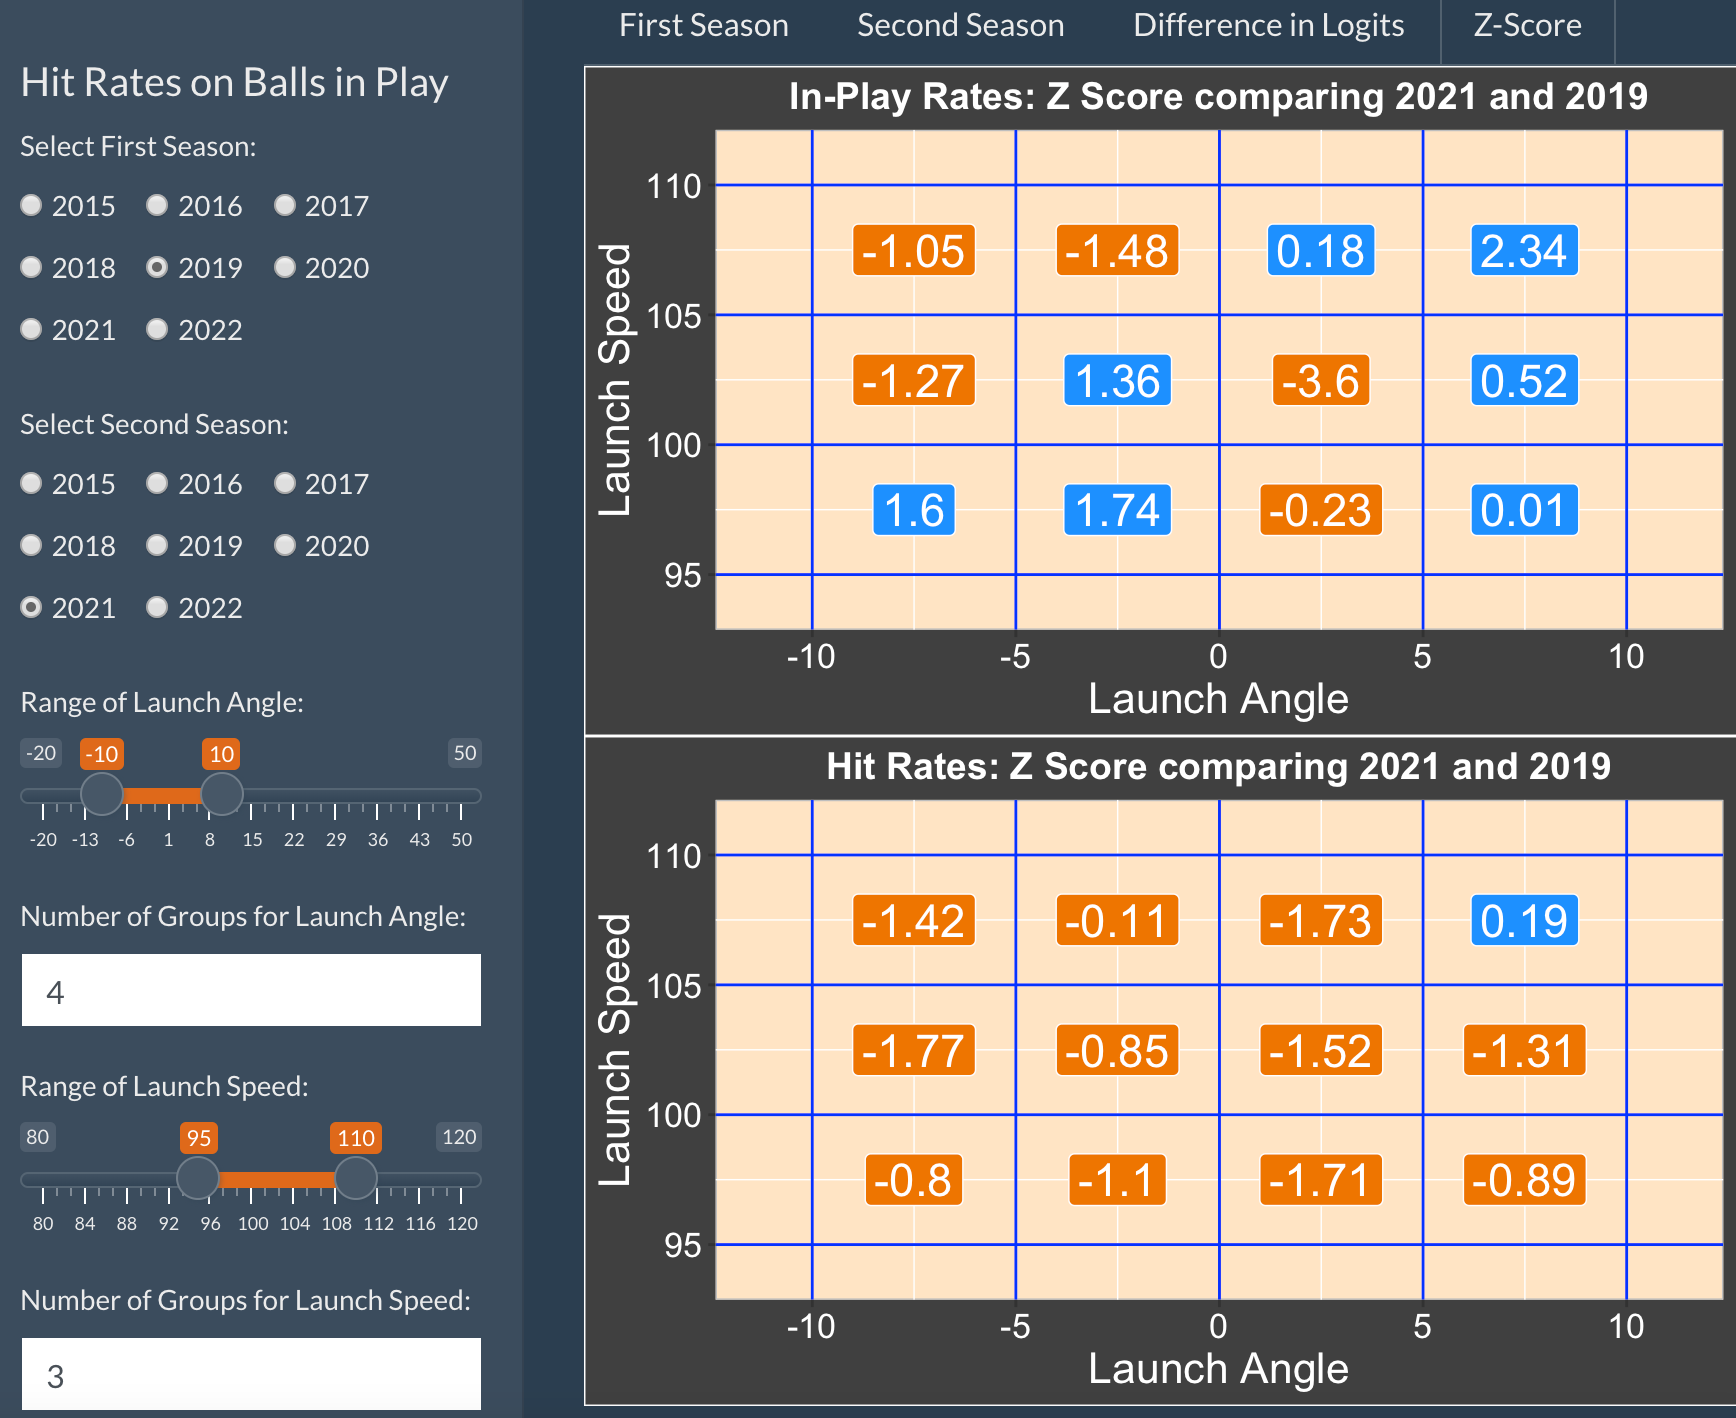 Hit Rates on Balls in Play
Select First Season:
2015 2016 2017
2018 2019 2020
2021 2022
Select Second Season:
2015 2016 2017
2018 2019 2020
2021 2022
Range of Launch Angle:
-20 -10 10 50
-20 -13 -6 1 8 15 22 29 36 43 50
Number of Groups for Launch Angle:
4
Range of Launch Speed:
80 95 110 120
80 84 88 92 96 100 104 108 112 116 120
Number of Groups for Launch Speed:
3
First Season Second Season Difference in Logits Z-Score
In-Play Rates: Z Score comparing 2021 and 2019
Launch Speed
110
-1.05 -1.48 0.18 2.34
105
-1.27 1.36 -3.6 0.52
100
1.6 1.74 -0.23 0.01
95
-10 -5 0 5 10
Launch Angle
Hit Rates: Z Score comparing 2021 and 2019
Launch Speed
110
-1.42 -0.11 -1.73 0.19
105
-1.77 -0.85 -1.52 -1.31
100
-0.8 -1.1 -1.71 -0.89
95
-10 -5 0 5 10
Launch Angle